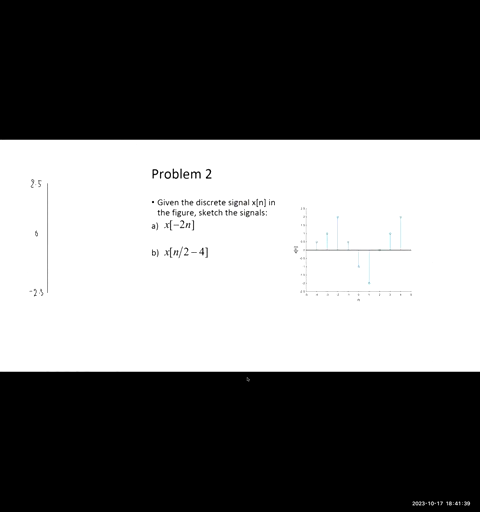 Problem 2
2.5
• Given the discrete signal x[n] in
the figure, sketch the signals:
a) x[−2n]
0
b) x[n/2 − 4]
-2.5
x[n]
n
2023-10-17 18:41:39